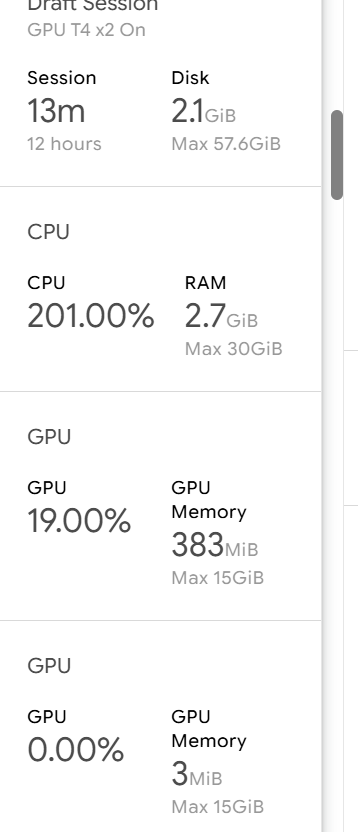 Draft Session
GPU T4 x2 On
Session
Disk
13m
2.1GiB
12 hours
Max 57.6GiB
CPU
CPU
RAM
201.00%
2.7GiB
Max 30GiB
GPU
GPU
GPU
Memory
19.00%
383MiB
Max 15GiB
GPU
GPU
GPU
Memory
0.00%
3MiB
Max 15GiB